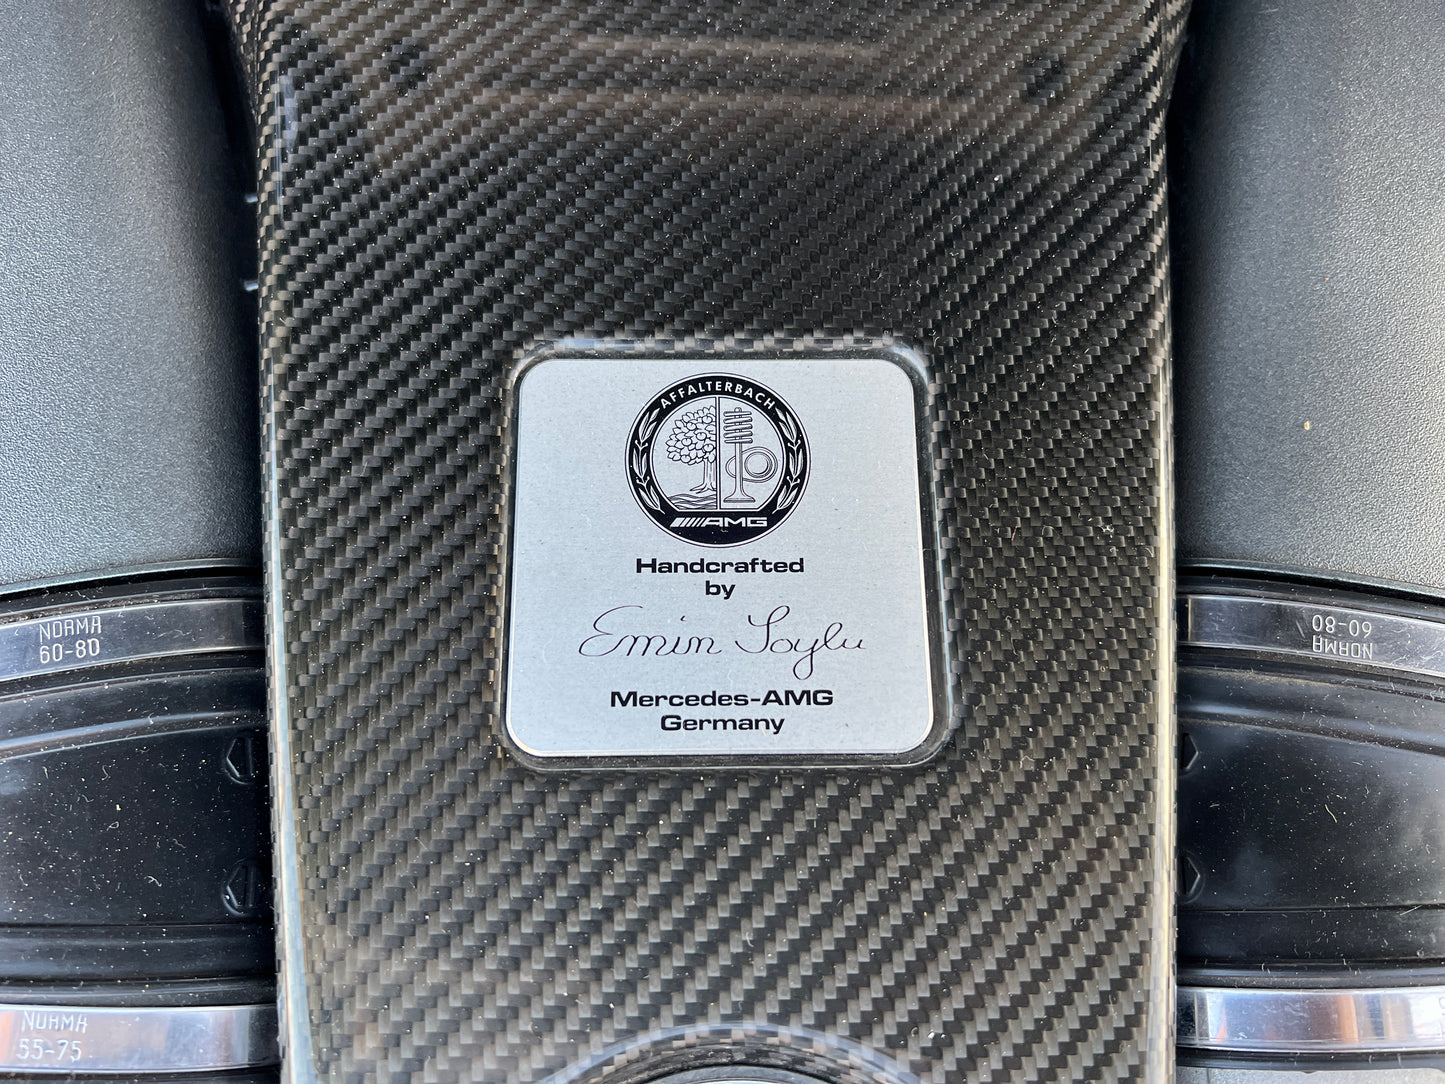 AFFALTERBACH
AMG
Handcrafted
by
Emin Soylu
Mercedes-AMG
Germany
NORMA
60-80
NORMA
60-80
NORMA
55-75